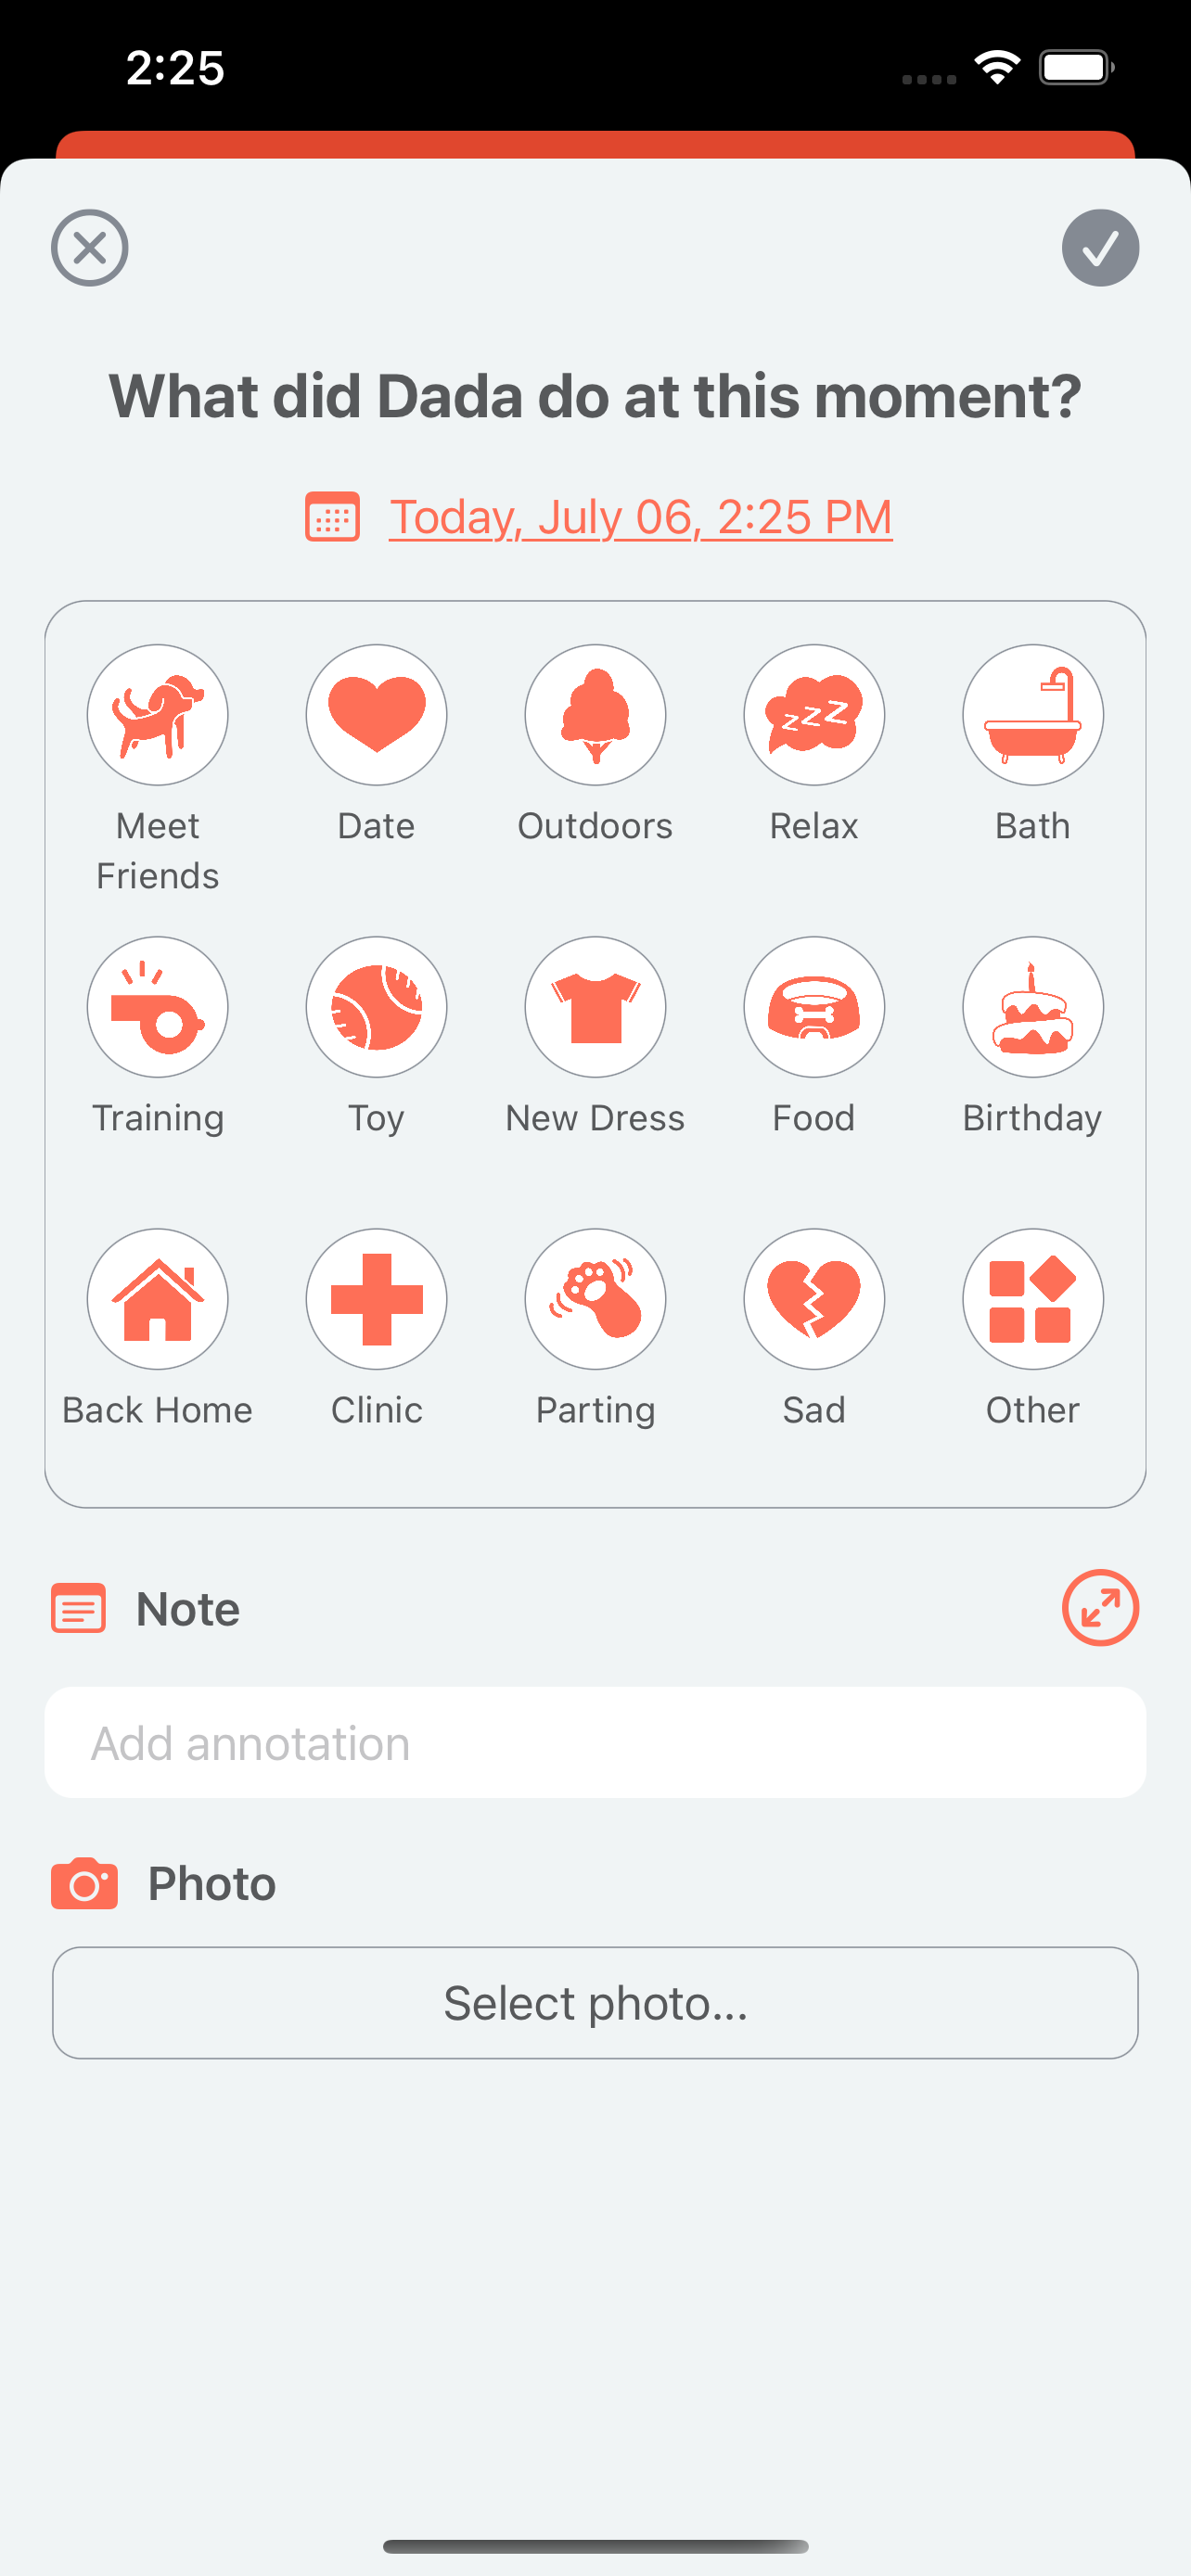 2:25
What did Dada do at this moment?
Today, July 06, 2:25 PM
zzZ
Meet
Friends
Date
Outdoors
Relax
Bath
Training
Toy
New Dress
Food
Birthday
Back Home
Clinic
Parting
Sad
Other
Note
Add annotation
Photo
Select photo...